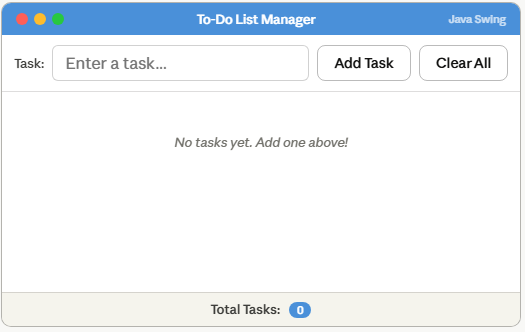 To-Do List Manager Java Swing
Task: Enter a task... Add Task Clear All
No tasks yet. Add one above!
Total Tasks: 0